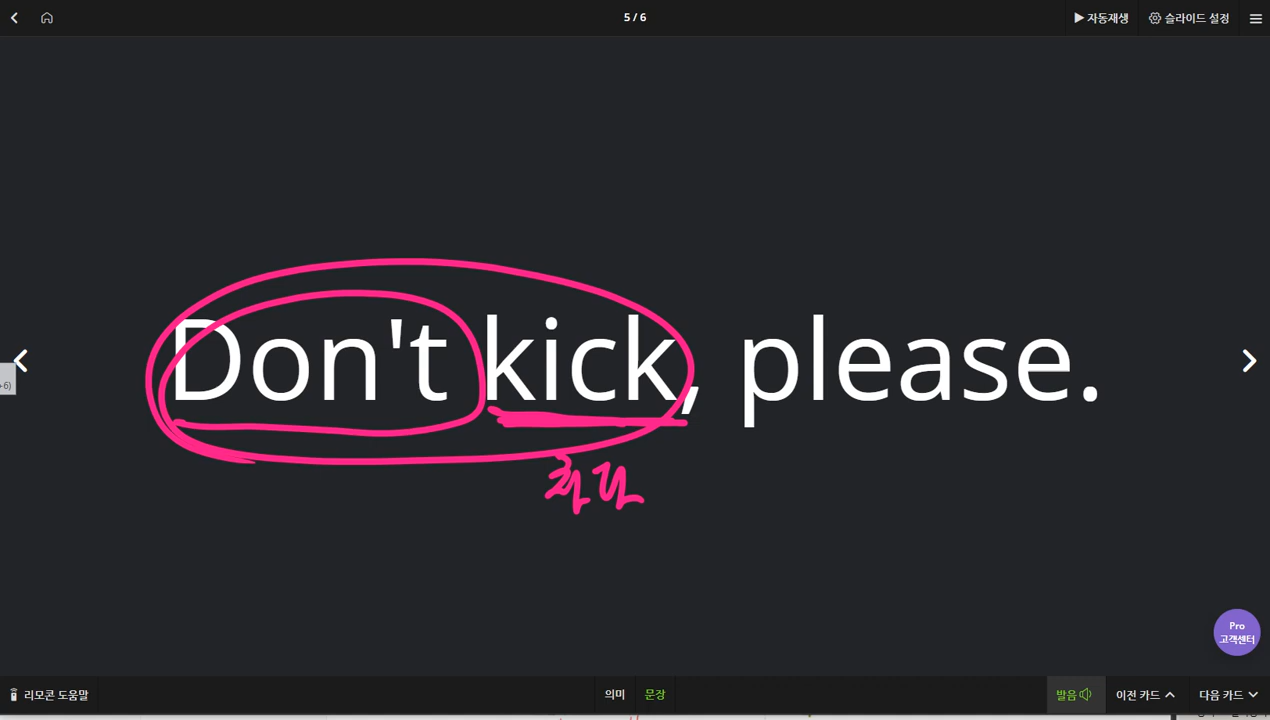 5 / 6
자동재생
슬라이드 설정
+6)
Don't kick, please.
차다
Pro
고객센터
리모콘 도움말
의미
문장
발음
이전 카드
다음 카드